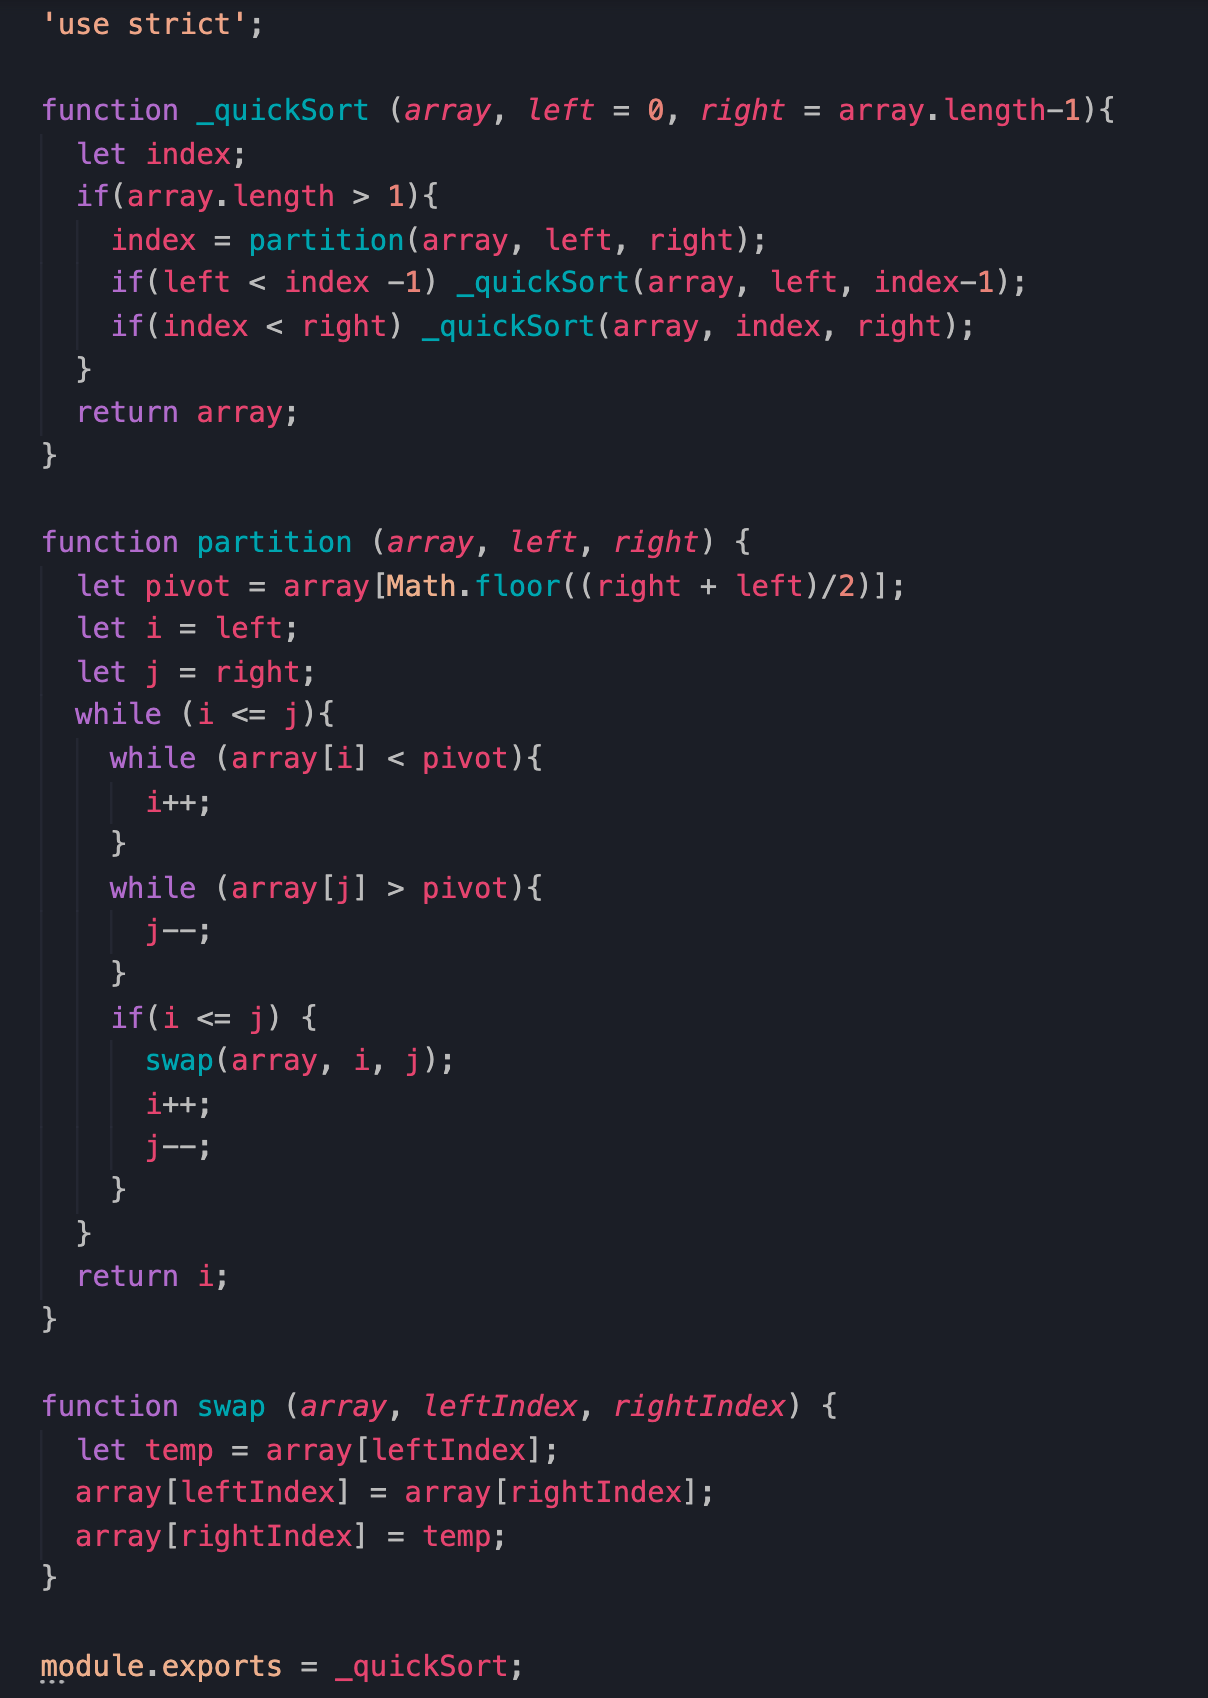 'use strict';

function _quickSort (array, left = 0, right = array.length-1){
  let index;
  if(array.length > 1){
    index = partition(array, left, right);
    if(left < index -1) _quickSort(array, left, index-1);
    if(index < right) _quickSort(array, index, right);
  }
  return array;
}

function partition (array, left, right) {
  let pivot = array[Math.floor((right + left)/2)];
  let i = left;
  let j = right;
  while (i <= j){
    while (array[i] < pivot){
      i++;
    }
    while (array[j] > pivot){
      j--;
    }
    if(i <= j) {
      swap(array, i, j);
      i++;
      j--;
    }
  }
  return i;
}

function swap (array, leftIndex, rightIndex) {
  let temp = array[leftIndex];
  array[leftIndex] = array[rightIndex];
  array[rightIndex] = temp;
}

module.exports = _quickSort;